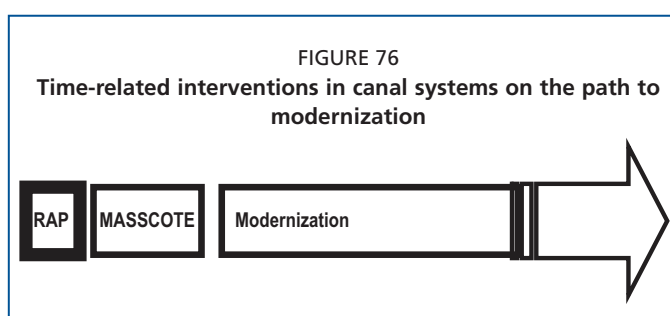 FIGURE 76
Time-related interventions in canal systems on the path to
modernization
RAP MASSCOTE Modernization